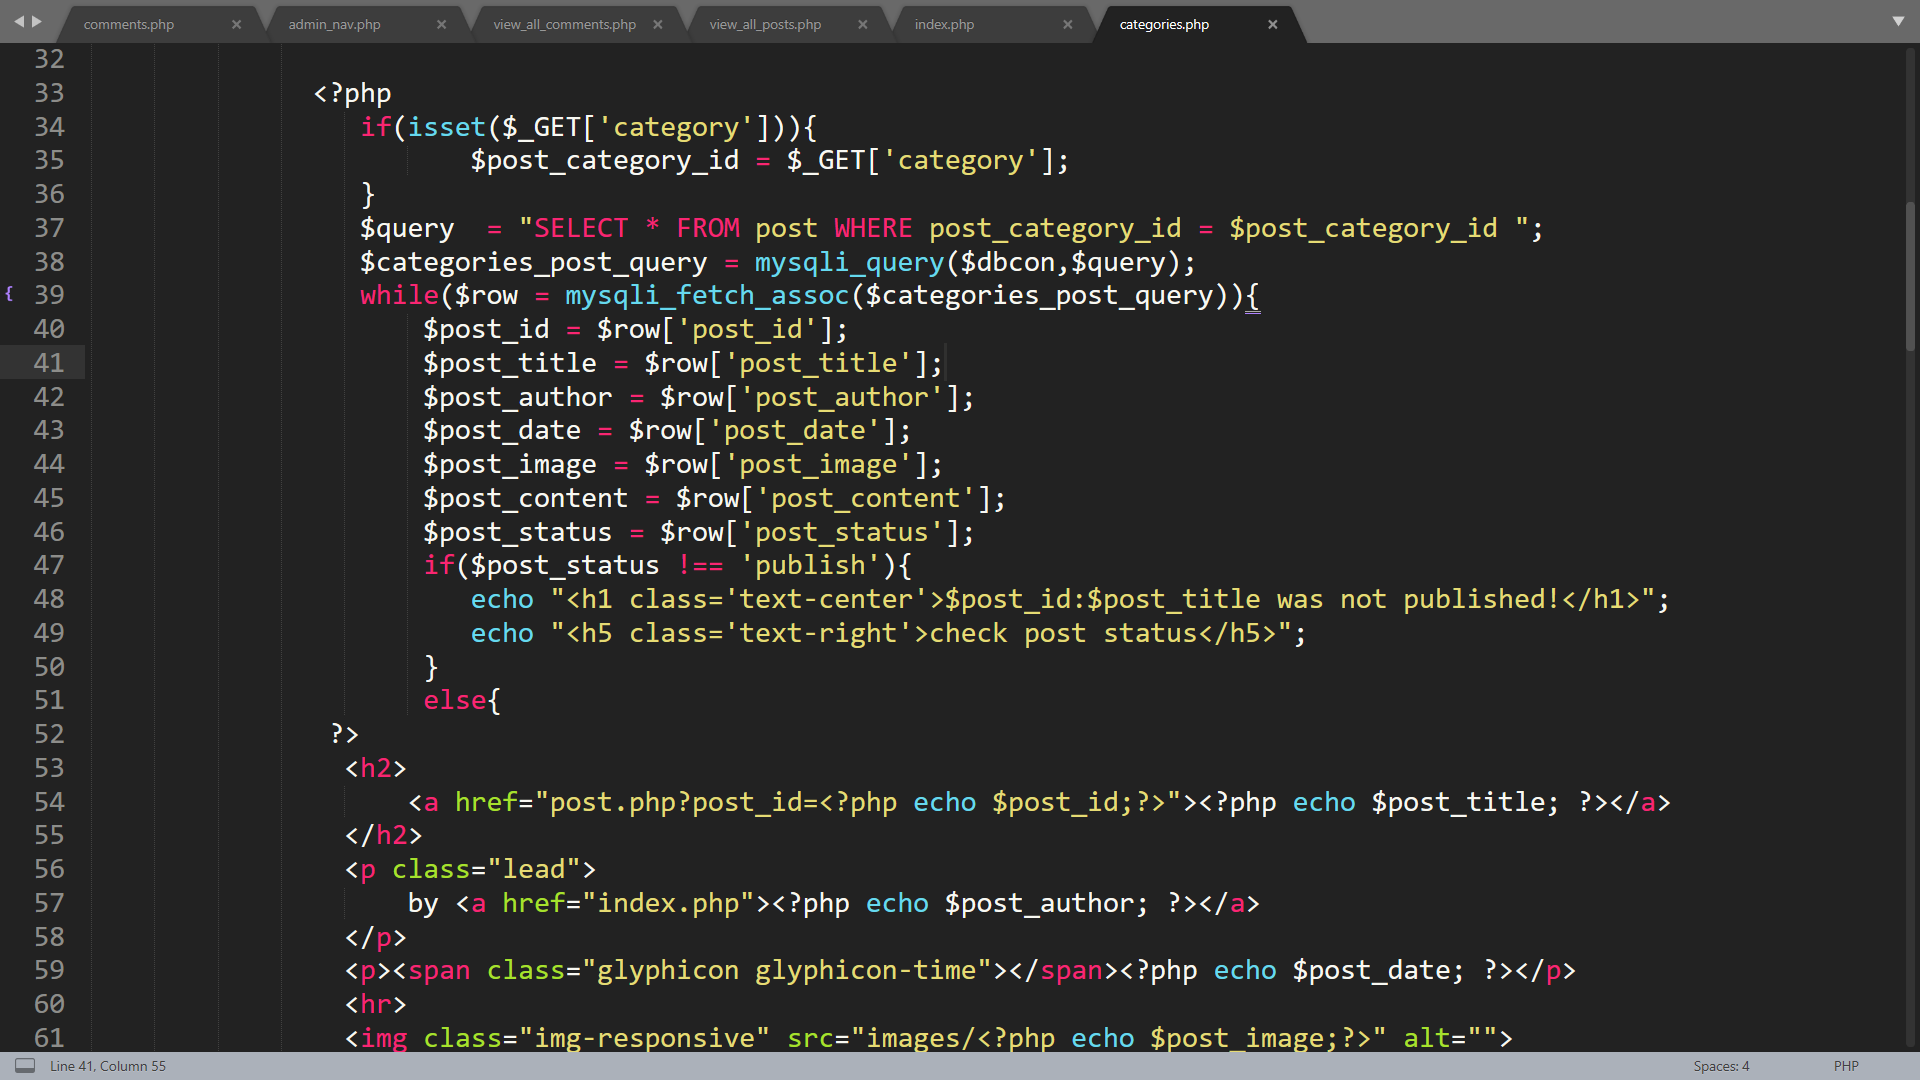 comments.php × admin_nav.php × view_all_comments.php × view_all_posts.php × index.php × categories.php ×
32
33 <?php
34 if(isset($_GET['category'])){
35 $post_category_id = $_GET['category'];
36 }
37 $query  = "SELECT * FROM post WHERE post_category_id = $post_category_id ";
38 $categories_post_query = mysqli_query($dbcon,$query);
{ 39 while($row = mysqli_fetch_assoc($categories_post_query)){
40 $post_id = $row['post_id'];
41 $post_title = $row['post_title'];
42 $post_author = $row['post_author'];
43 $post_date = $row['post_date'];
44 $post_image = $row['post_image'];
45 $post_content = $row['post_content'];
46 $post_status = $row['post_status'];
47 if($post_status !== 'publish'){
48 echo "<h1 class='text-center'>$post_id:$post_title was not published!</h1>";
49 echo "<h5 class='text-right'>check post status</h5>";
50 }
51 else{
52 ?>
53 <h2>
54 <a href="post.php?post_id=<?php echo $post_id;?>"><?php echo $post_title; ?></a>
55 </h2>
56 <p class="lead">
57 by <a href="index.php"><?php echo $post_author; ?></a>
58 </p>
59 <p><span class="glyphicon glyphicon-time"></span><?php echo $post_date; ?></p>
60 <hr>
61 <img class="img-responsive" src="images/<?php echo $post_image;?>" alt="">
Line 41, Column 55 Spaces: 4 PHP